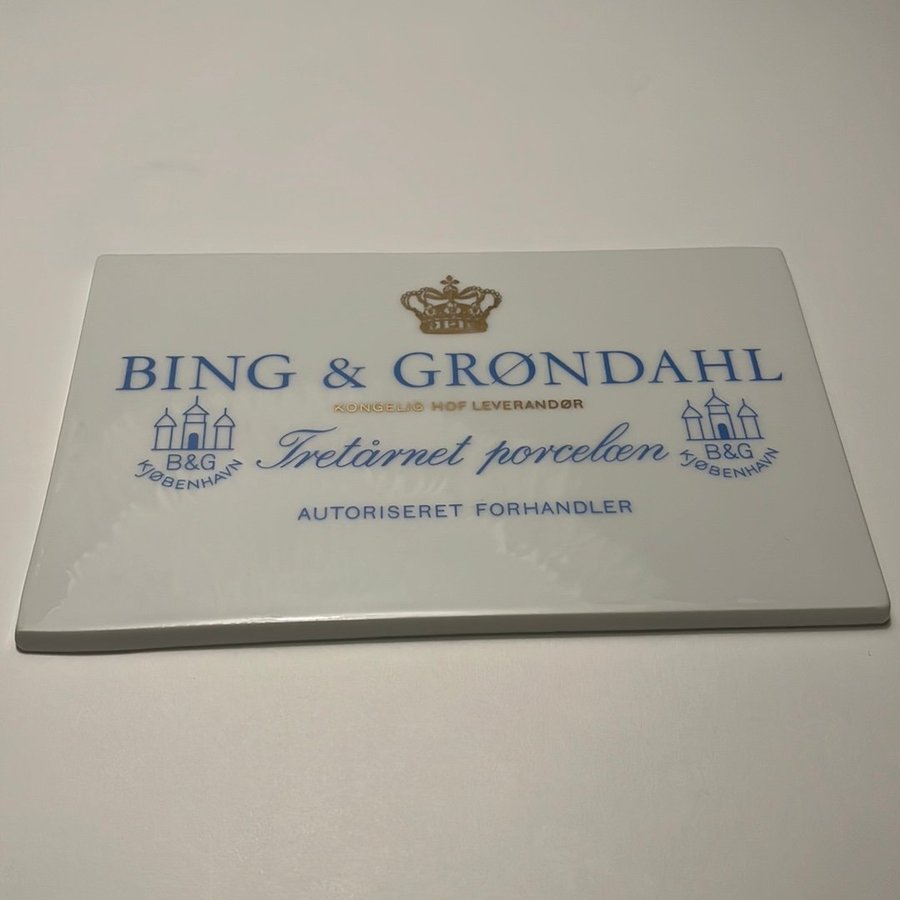 BING & GRØNDAHL
KONGELIG HOF LEVERANDØR
Tretårnet porcelæn
B&G
KJØBENHAVN
B&G
KJØBENHAVN
AUTORISERET FORHANDLER